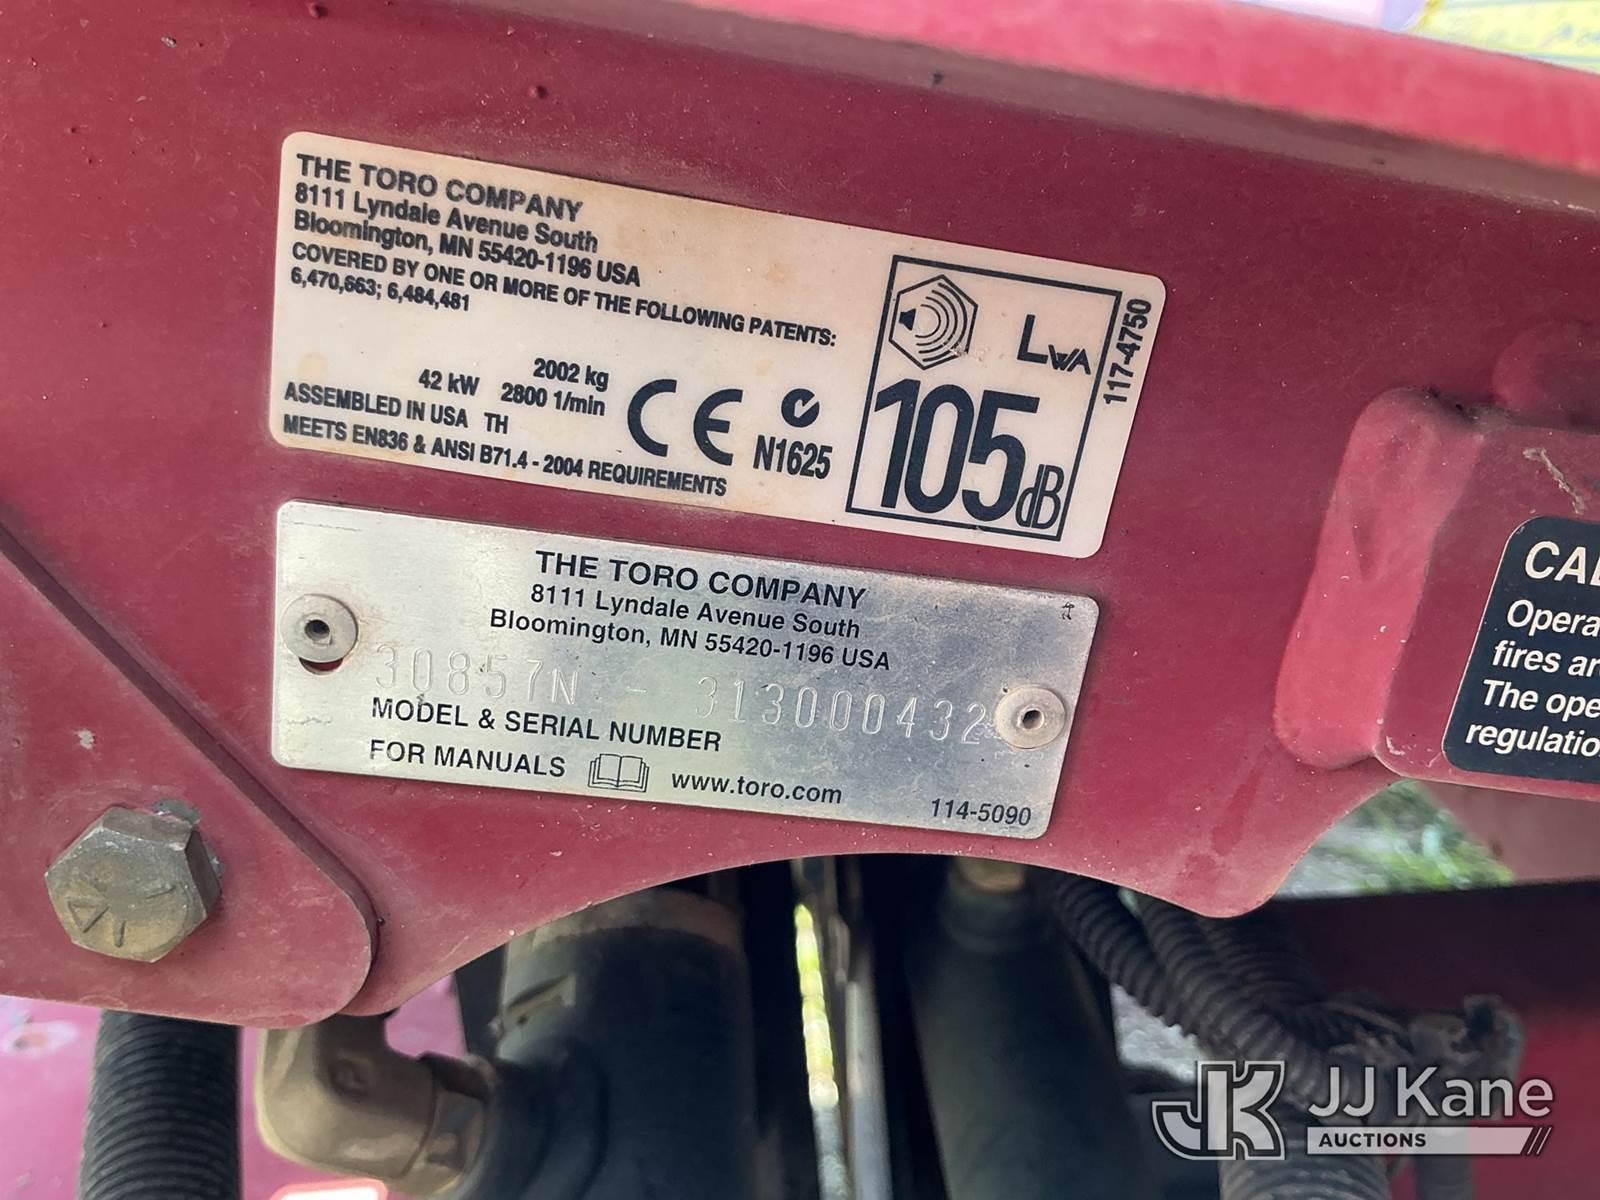 THE TORO COMPANY
8111 Lyndale Avenue South
Bloomington, MN 55420-1196 USA
COVERED BY ONE OR MORE OF THE FOLLOWING PATENTS:
6,470,663; 6,484,481
2002 kg
42 kW 2800 1/min
ASSEMBLED IN USA TH
MEETS EN836 & ANSI B71.4 - 2004 REQUIREMENTS
CE
N1625
LWA
105dB
117-4750
THE TORO COMPANY
8111 Lyndale Avenue South
Bloomington, MN 55420-1196 USA
30857N - 313000432
MODEL & SERIAL NUMBER
FOR MANUALS www.toro.com
114-5090
CAL
Opera
fires ar
The ope
regulatio
JK JJ Kane
AUCTIONS